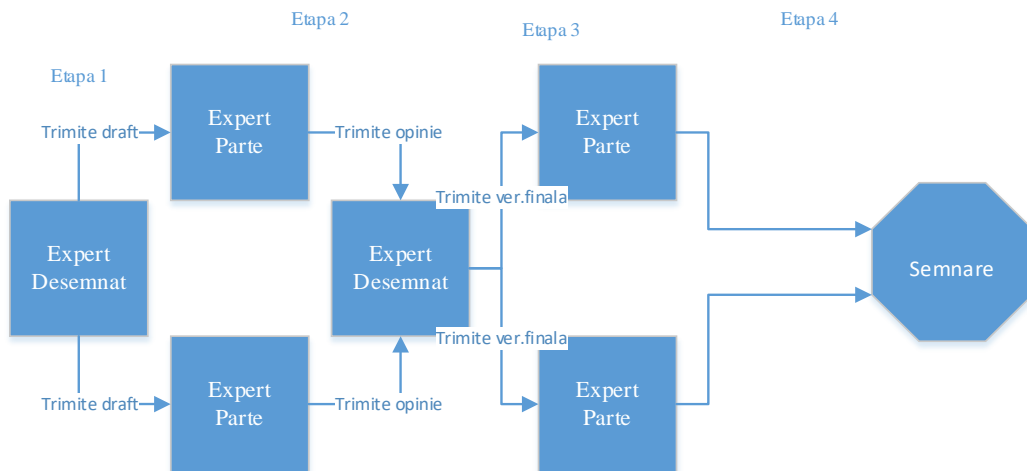 Etapa 1
Etapa 2
Etapa 3
Etapa 4
Expert
Desemnat
Trimite draft
Trimite draft
Expert
Parte
Expert
Parte
Trimite opinie
Trimite opinie
Expert
Desemnat
Trimite ver.finala
Trimite ver.finala
Expert
Parte
Expert
Parte
Semnare